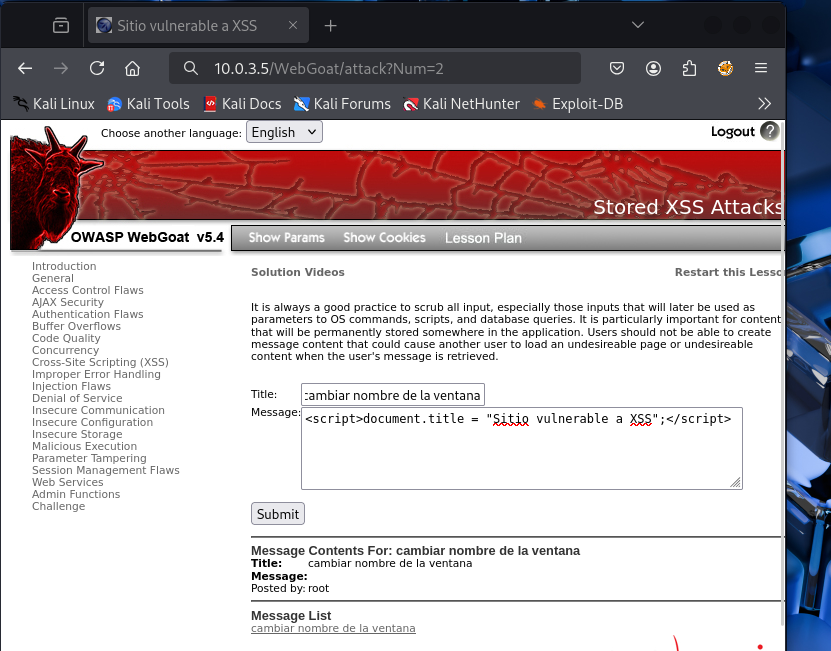 Sitio vulnerable a XSS
10.0.3.5/WebGoat/attack?Num=2
Kali Linux Kali Tools Kali Docs Kali Forums Kali NetHunter Exploit-DB
Choose another language: English Logout ?
Stored XSS Attacks
OWASP WebGoat v5.4 Show Params Show Cookies Lesson Plan
Introduction
General
Access Control Flaws
AJAX Security
Authentication Flaws
Buffer Overflows
Code Quality
Concurrency
Cross-Site Scripting (XSS)
Improper Error Handling
Injection Flaws
Denial of Service
Insecure Communication
Insecure Configuration
Insecure Storage
Malicious Execution
Parameter Tampering
Session Management Flaws
Web Services
Admin Functions
Challenge
Solution Videos Restart this Lesso
It is always a good practice to scrub all input, especially those inputs that will later be used as
parameters to OS commands, scripts, and database queries. It is particularly important for content
that will be permanently stored somewhere in the application. Users should not be able to create
message content that could cause another user to load an undesireable page or undesireable
content when the user's message is retrieved.
Title: cambiar nombre de la ventana
Message: <script>document.title = "Sitio vulnerable a XSS";</script>
Submit
Message Contents For: cambiar nombre de la ventana
Title: cambiar nombre de la ventana
Message:
Posted by: root
Message List
cambiar nombre de la ventana